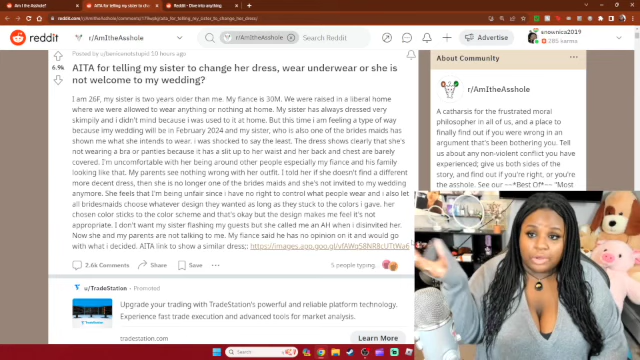 Am I the Asshole?
AITA for telling my sister to cha
Reddit - Dive into anything
reddit
r/AmItheAsshole
r/AmItheAsshole
Search Reddit
Advertise
snownica2019
286 karma
6.9k
Posted by u/benicenotstupid 19 hours ago
AITA for telling my sister to change her dress, wear underwear or she is
not welcome to my wedding?
I am 26F, my sister is two years older than me. My fiance is 30M. We were raised in a liberal home
where we were allowed to wear anything or nothing at home. My sister has always dressed very
skimpily and i didn't mind because i was used to it at home. But this time i am feeling a type of
way because imy wedding will be in February 2024 and my sister, who is also one of the brides maids has
shown me what she intends to wear. i was shocked to say the least. The dress shows clearly that she's
not wearing a bra or panties because is has a slit up to her waist and her back and chest are barely
covered. I'm uncomfortable with her being around other people especially my fiance and his family
looking like that. My parents see nothing wrong with her outfit. I told her if she doesn't find a different
more decent dress, then she is no longer one of the brides maids and she's not invited to my wedding
anymore. She feels that I'm being unfair since i have no right to control what people wear and i also let
all bridesmaids choose whatever design they wanted as long as they stuck to the colors i gave. her
chosen color sticks to the color scheme and that's okay but the design makes me feel it's not
appropriate. I don't want my sister flashing my guests but she called me an AH when i disinvited her.
Now she and my parents are not talking to me. My fiance said he has no opinion on it and would go
with what i decided. AITA link to show a similar dress:
2.6k Comments
Share
Save
5 people typing
u/TradeStation · Promoted
Upgrade your trading with TradeStation's powerful and reliable platform technology.
Experience fast trade execution and advanced tools for market analysis.
tradestation.com
Learn More
About Community
r/AmItheAsshole
A catharsis for the frustrated moral
philosopher in all of us, and a place to
finally find out if you were wrong in an
argument that's been bothering you. Tell
us about any non-violent conflict you have
experienced; give us both sides of the
story, and find out if you're right, or
you're the asshole. See our ~~*Best Of*
"Most
Search